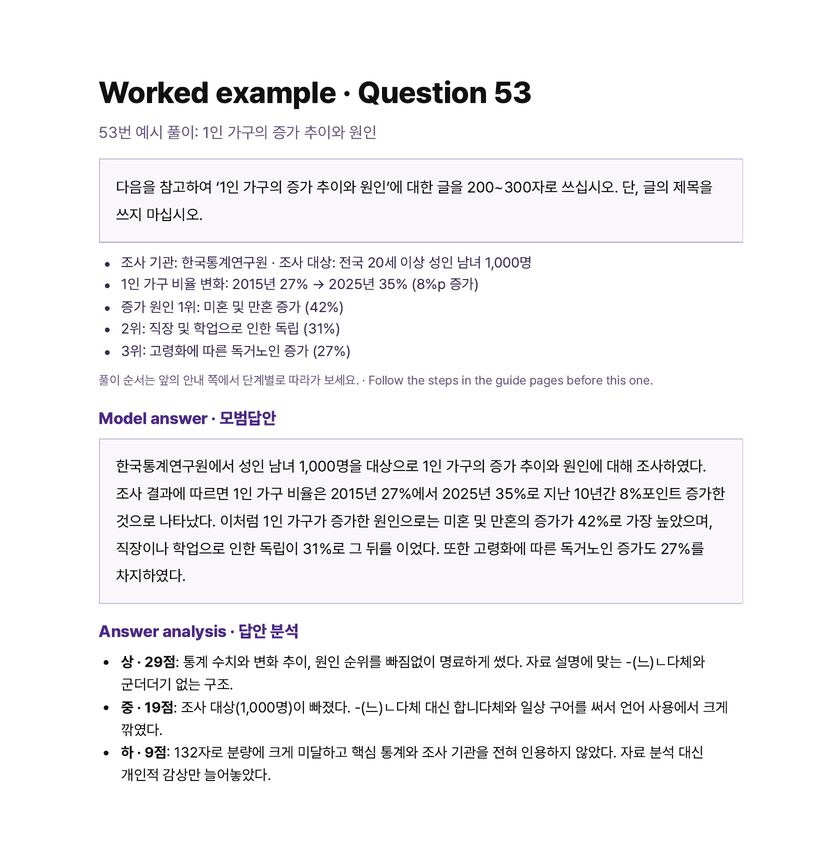 Worked example · Question 53
53번 예시 풀이: 1인 가구의 증가 추이와 원인
다음을 참고하여 '1인 가구의 증가 추이와 원인'에 대한 글을 200~300자로 쓰십시오. 단, 글의 제목을
쓰지 마십시오.
• 조사 기관: 한국통계연구원 · 조사 대상: 전국 20세 이상 성인 남녀 1,000명
• 1인 가구 비율 변화: 2015년 27% → 2025년 35% (8%p 증가)
• 증가 원인 1위: 미혼 및 만혼 증가 (42%)
• 2위: 직장 및 학업으로 인한 독립 (31%)
• 3위: 고령화에 따른 독거노인 증가 (27%)
풀이 순서는 앞의 안내 쪽에서 단계별로 따라가 보세요. · Follow the steps in the guide pages before this one.
Model answer · 모범답안
한국통계연구원에서 성인 남녀 1,000명을 대상으로 1인 가구의 증가 추이와 원인에 대해 조사하였다.
조사 결과에 따르면 1인 가구 비율은 2015년 27%에서 2025년 35%로 지난 10년간 8%포인트 증가한
것으로 나타났다. 이처럼 1인 가구가 증가한 원인으로는 미혼 및 만혼의 증가가 42%로 가장 높았으며,
직장이나 학업으로 인한 독립이 31%로 그 뒤를 이었다. 또한 고령화에 따른 독거노인 증가도 27%를
차지하였다.
Answer analysis · 답안 분석
• 상 · 29점: 통계 수치와 변화 추이, 원인 순위를 빠짐없이 명료하게 썼다. 자료 설명에 맞는 -(느)ㄴ다체와
군더더기 없는 구조.
• 중 · 19점: 조사 대상(1,000명)이 빠졌다. -(느)ㄴ다체 대신 합니다체와 일상 구어를 써서 언어 사용에서 크게
깎였다.
• 하 · 9점: 132자로 분량에 크게 미달하고 핵심 통계와 조사 기관을 전혀 인용하지 않았다. 자료 분석 대신
개인적 감상만 늘어놓았다.